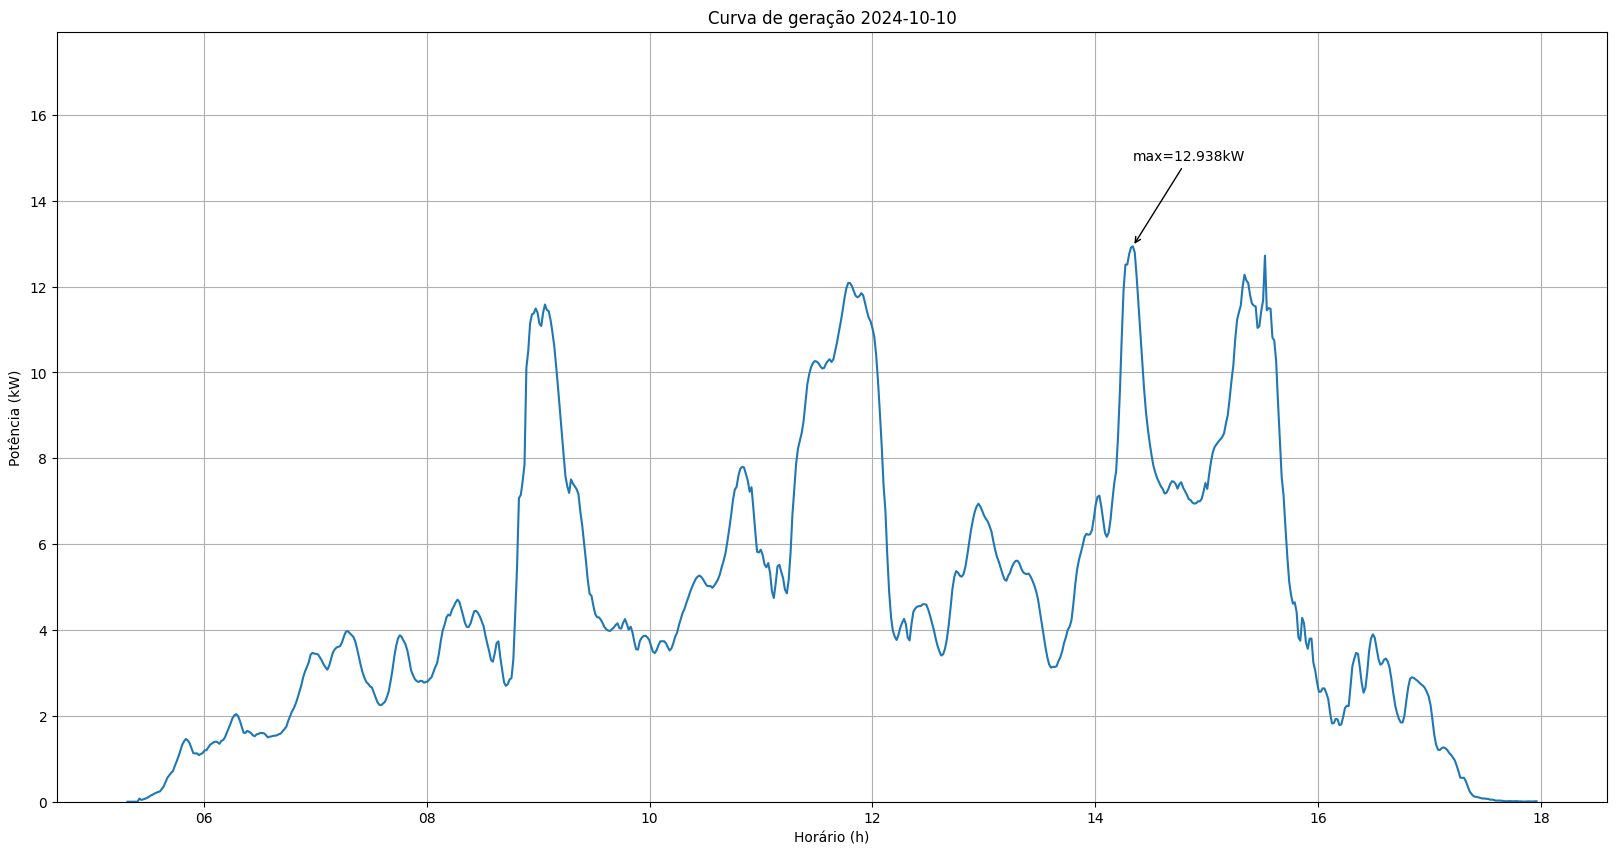 Curva de geração 2024-10-10
Potência (kW)
16
14
12
10
8
6
4
2
0
max=12.938kW
06 08 10 12 14 16 18
Horário (h)